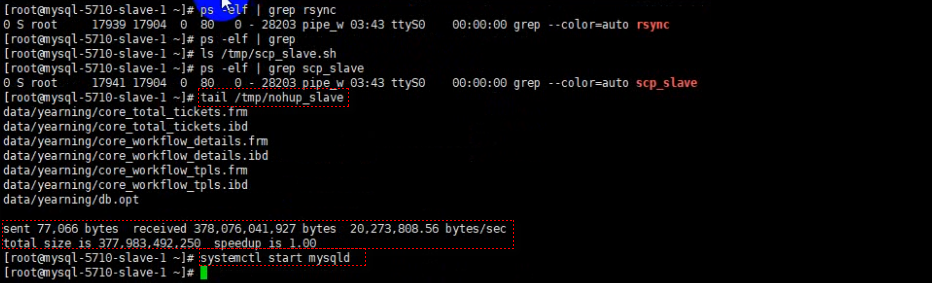 [root@mysql-5710-slave-1 ~]# ps -elf | grep rsync
0 S root     17939 17904  0  80   0 - 28203 pipe_w 03:43 ttyS0    00:00:00 grep --color=auto rsync
[root@mysql-5710-slave-1 ~]# ps -elf | grep
[root@mysql-5710-slave-1 ~]# ls /tmp/scp_slave.sh
[root@mysql-5710-slave-1 ~]# ps -elf | grep scp_slave
0 S root     17941 17904  0  80   0 - 28203 pipe_w 03:43 ttyS0    00:00:00 grep --color=auto scp_slave
[root@mysql-5710-slave-1 ~]# tail /tmp/nohup_slave
data/yearning/core_total_tickets.frm
data/yearning/core_total_tickets.ibd
data/yearning/core_workflow_details.frm
data/yearning/core_workflow_details.ibd
data/yearning/core_workflow_tpls.frm
data/yearning/core_workflow_tpls.ibd
data/yearning/db.opt
sent 77,066 bytes  received 378,076,041,927 bytes  20,273,808.56 bytes/sec
total size is 377,983,492,250  speedup is 1.00
[root@mysql-5710-slave-1 ~]# systemctl start mysqld
[root@mysql-5710-slave-1 ~]#